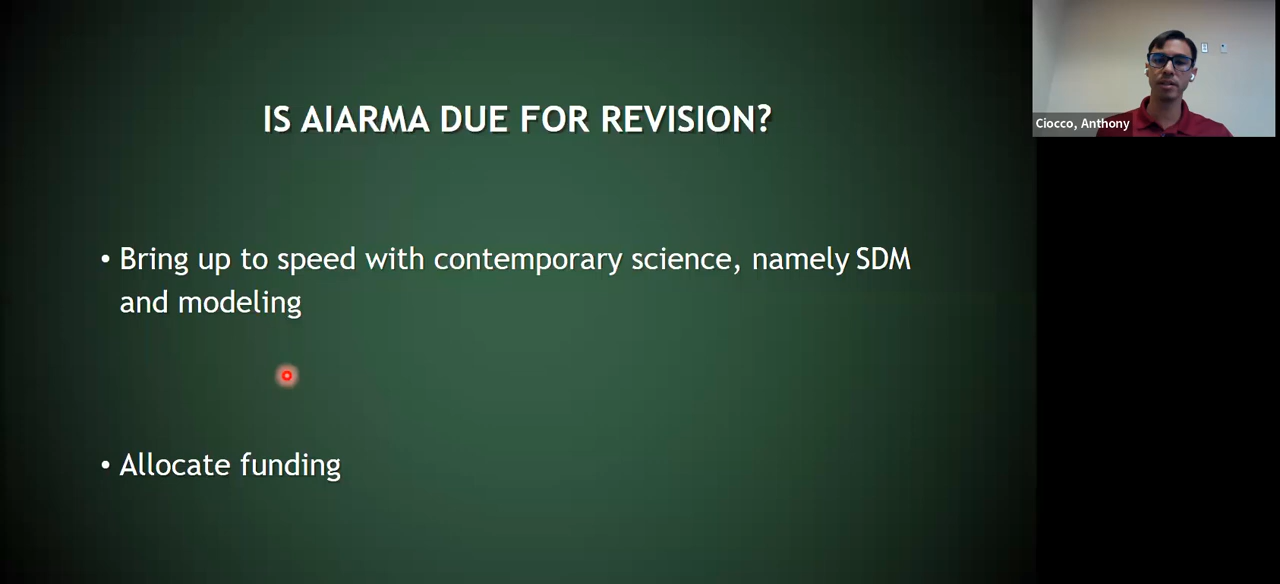 IS AIARMA DUE FOR REVISION?
Ciocco, Anthony
• Bring up to speed with contemporary science, namely SDM
and modeling
• Allocate funding